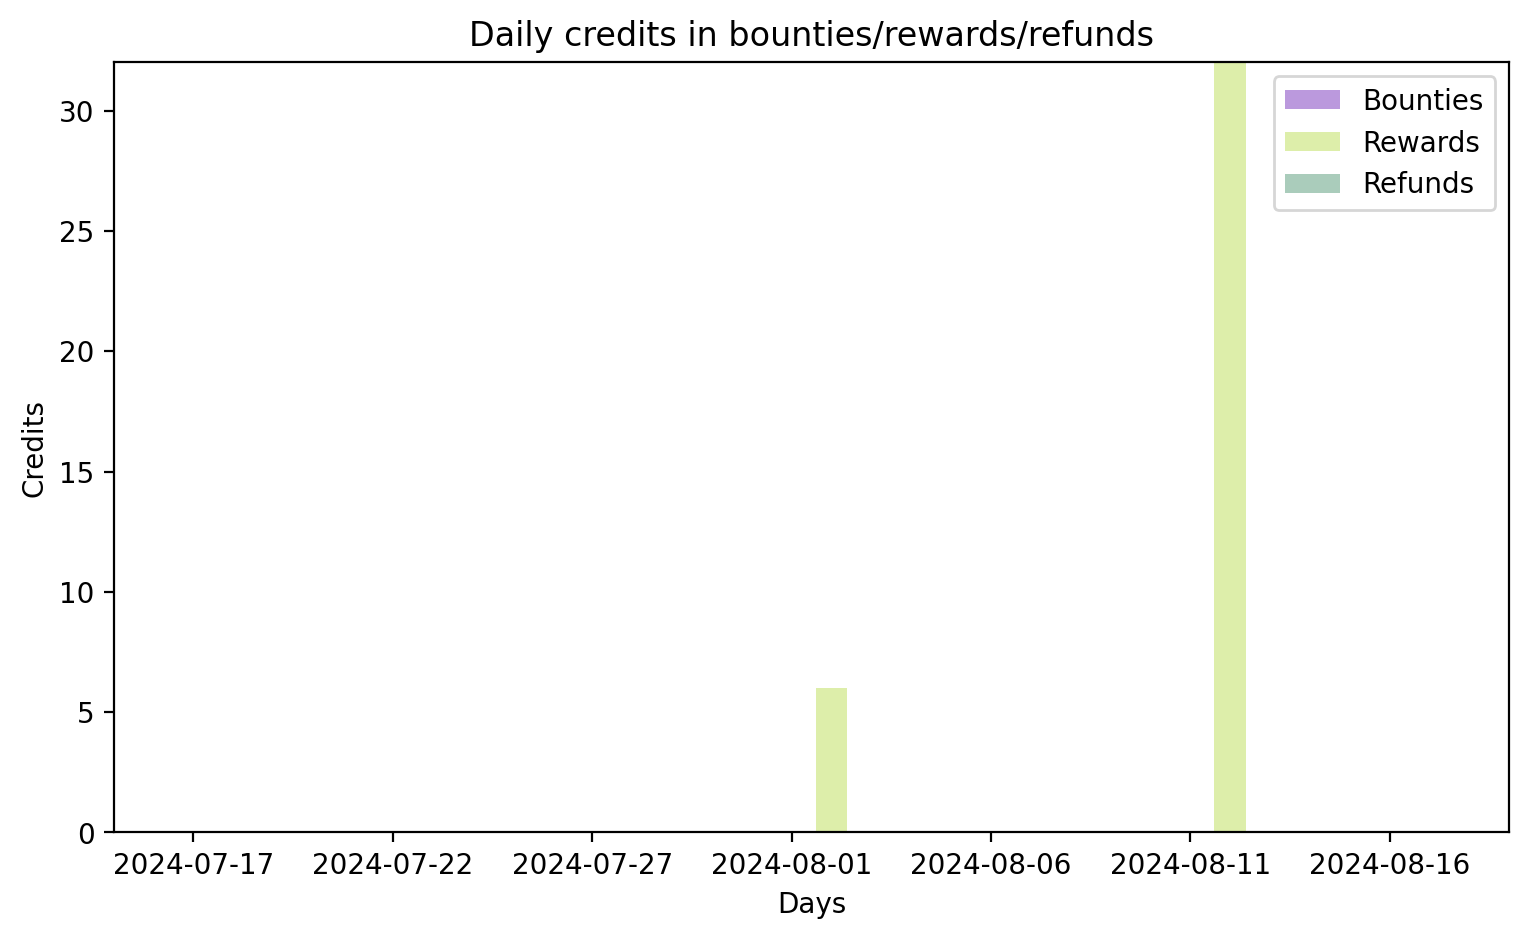 Daily credits in bounties/rewards/refunds
30
25
20
15
10
5
0
Credits
Bounties
Rewards
Refunds
2024-07-17 2024-07-22 2024-07-27 2024-08-01 2024-08-06 2024-08-11 2024-08-16
Days